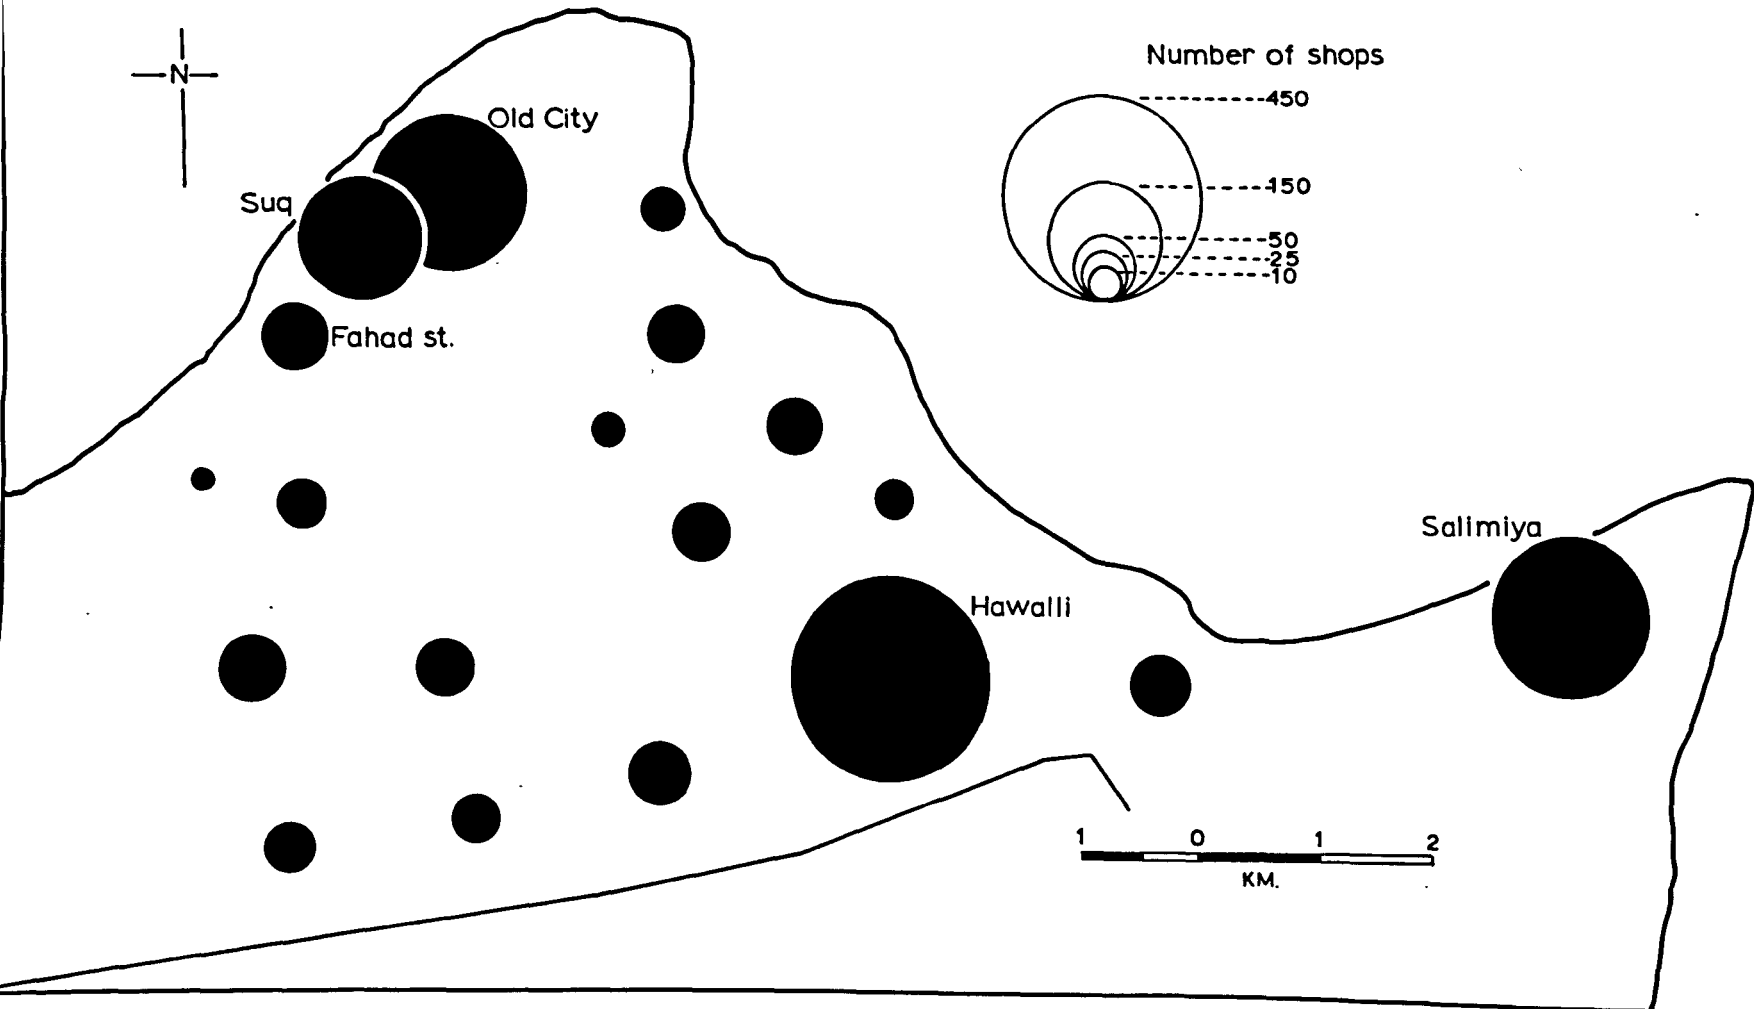 N
Number of shops
450
150
50
25
10
Old City
Suq
Fahad st.
Salimiya
Hawalli
1 0 1 2
KM.